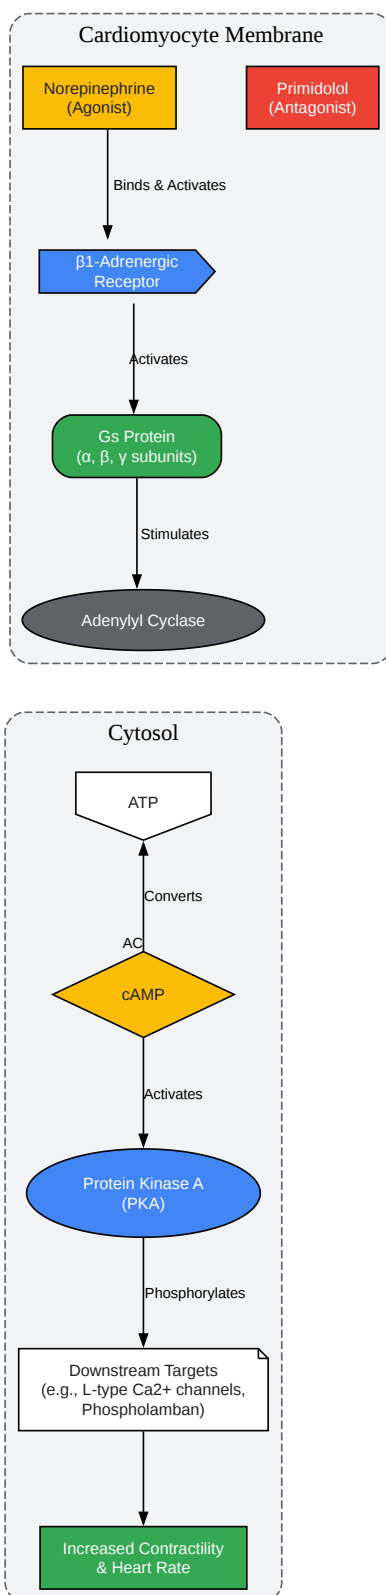 Cardiomyocyte Membrane
Norepinephrine
(Agonist)
Primidolol
(Antagonist)
Binds & Activates
β1-Adrenergic
Receptor
Activates
Gs Protein
(α, β, γ subunits)
Stimulates
Adenylyl Cyclase
Cytosol
ATP
Converts
AC
cAMP
Activates
Protein Kinase A
(PKA)
Phosphorylates
Downstream Targets
(e.g., L-type Ca2+ channels,
Phospholamban)
Increased Contractility
& Heart Rate